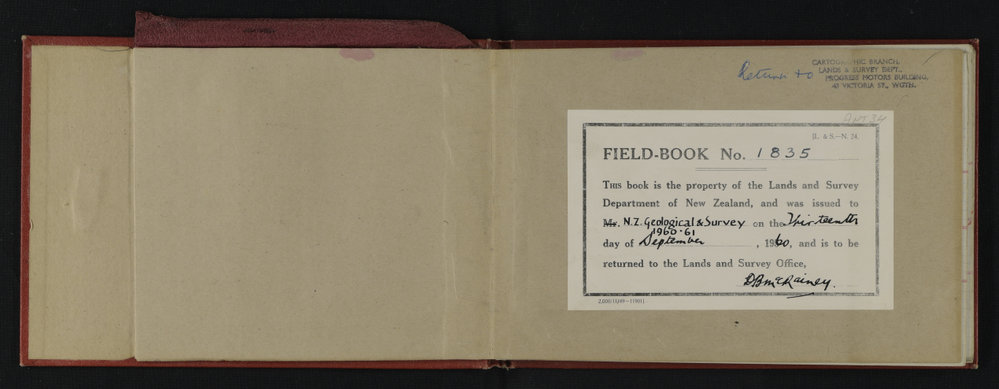 Return to
CARTOGRAPHIC BRANCH,
LANDS & SURVEY DEPT.,
PROGRESS MOTORS BUILDING,
VICTORIA ST., WGTN.
ANT 34
[L. & S.—N. 24.
FIELD-BOOK No. 1835
THIS book is the property of the Lands and Survey
Department of New Zealand, and was issued to
Mr. N.Z. Geological & Survey on the Thirteenth
1960-61
day of September, 1960, and is to be
returned to the Lands and Survey Office,